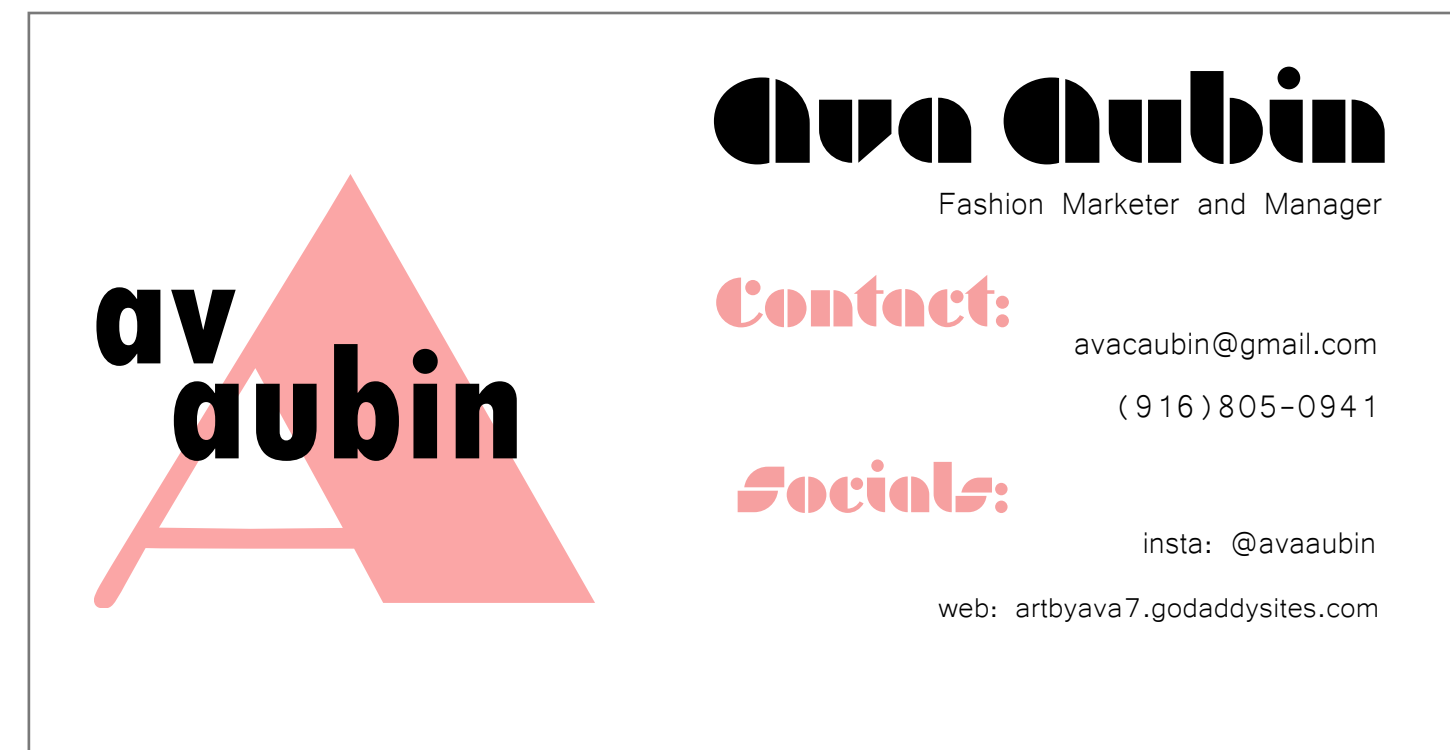 av
aubin
Ava Aubin
Fashion Marketer and Manager
Contact:
avacaubin@gmail.com
(916)805-0941
Socials:
insta: @avaaubin
web: artbyava7.godaddysites.com